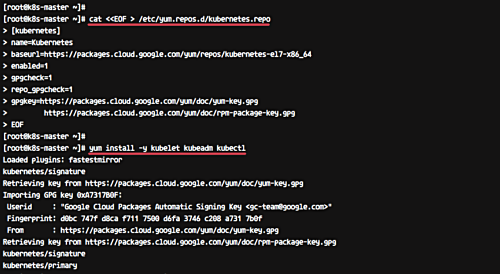 [root@k8s-master ~]#
[root@k8s-master ~]# cat <<EOF > /etc/yum.repos.d/kubernetes.repo
> [kubernetes]
> name=Kubernetes
> baseurl=https://packages.cloud.google.com/yum/repos/kubernetes-el7-x86_64
> enabled=1
> gpgcheck=1
> repo_gpgcheck=1
> gpgkey=https://packages.cloud.google.com/yum/doc/yum-key.gpg
> https://packages.cloud.google.com/yum/doc/rpm-package-key.gpg
> EOF
[root@k8s-master ~]#
[root@k8s-master ~]# yum install -y kubelet kubeadm kubectl
Loaded plugins: fastestmirror
kubernetes/signature
Retrieving key from https://packages.cloud.google.com/yum/doc/yum-key.gpg
Importing GPG key 0xA7317B0F:
Userid : "Google Cloud Packages Automatic Signing Key <gc-team@google.com>"
Fingerprint: d0bc 747f d8ca f711 7500 d6fa 3746 c208 a731 7b0f
From : https://packages.cloud.google.com/yum/doc/yum-key.gpg
Retrieving key from https://packages.cloud.google.com/yum/doc/rpm-package-key.gpg
kubernetes/signature
kubernetes/primary